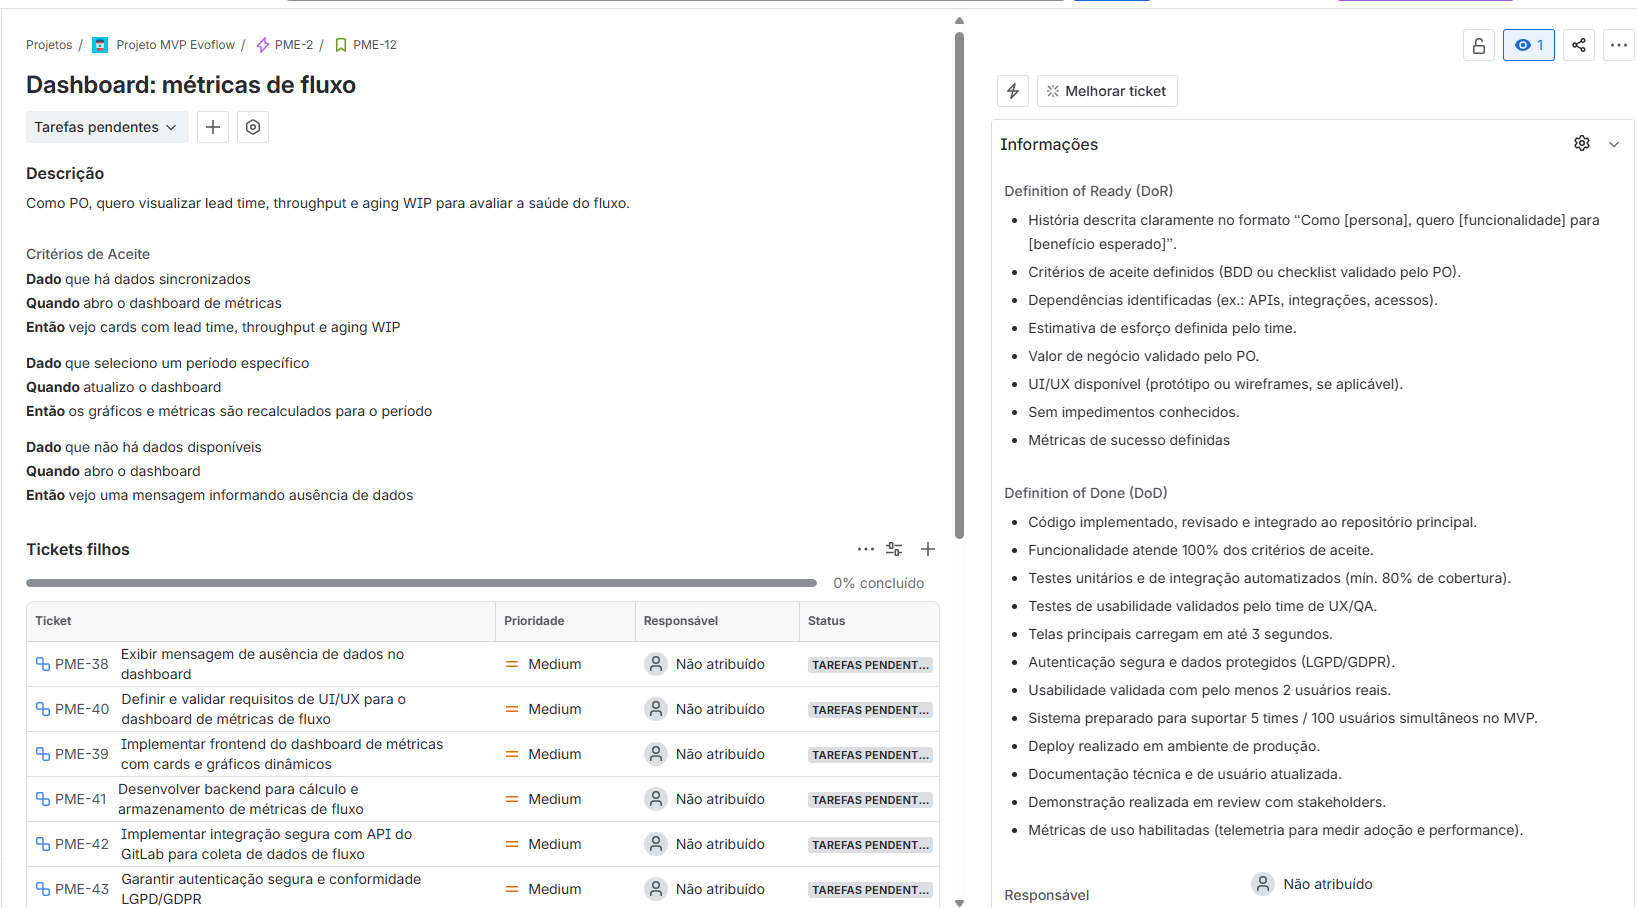 Projetos / Projeto MVP Evoflow / PME-2 / PME-12
Dashboard: métricas de fluxo
Tarefas pendentes
Descrição
Como PO, quero visualizar lead time, throughput e aging WIP para avaliar a saúde do fluxo.
Critérios de Aceite
Dado que há dados sincronizados
Quando abro o dashboard de métricas
Então vejo cards com lead time, throughput e aging WIP
Dado que seleciono um período específico
Quando atualizo o dashboard
Então os gráficos e métricas são recalculados para o período
Dado que não há dados disponíveis
Quando abro o dashboard
Então vejo uma mensagem informando ausência de dados
Tickets filhos
0% concluído
Ticket Prioridade Responsável Status
PME-38 Exibir mensagem de ausência de dados no
dashboard
Medium Não atribuído TAREFAS PENDENT...
PME-40 Definir e validar requisitos de UI/UX para o
dashboard de métricas de fluxo
Medium Não atribuído TAREFAS PENDENT...
PME-39 Implementar frontend do dashboard de métricas
com cards e gráficos dinâmicos
Medium Não atribuído TAREFAS PENDENT...
PME-41 Desenvolver backend para cálculo e
armazenamento de métricas de fluxo
Medium Não atribuído TAREFAS PENDENT...
PME-42 Implementar integração segura com API do
GitLab para coleta de dados de fluxo
Medium Não atribuído TAREFAS PENDENT...
PME-43 Garantir autenticação segura e conformidade
LGPD/GDPR
Medium Não atribuído TAREFAS PENDENT...
1
Melhorar ticket
Informações
Definition of Ready (DoR)
• História descrita claramente no formato “Como [persona], quero [funcionalidade] para
[benefício esperado]”.
• Critérios de aceite definidos (BDD ou checklist validado pelo PO).
• Dependências identificadas (ex.: APIs, integrações, acessos).
• Estimativa de esforço definida pelo time.
• Valor de negócio validado pelo PO.
• UI/UX disponível (protótipo ou wireframes, se aplicável).
• Sem impedimentos conhecidos.
• Métricas de sucesso definidas
Definition of Done (DoD)
• Código implementado, revisado e integrado ao repositório principal.
• Funcionalidade atende 100% dos critérios de aceite.
• Testes unitários e de integração automatizados (mín. 80% de cobertura).
• Testes de usabilidade validados pelo time de UX/QA.
• Telas principais carregam em até 3 segundos.
• Autenticação segura e dados protegidos (LGPD/GDPR).
• Usabilidade validada com pelo menos 2 usuários reais.
• Sistema preparado para suportar 5 times / 100 usuários simultâneos no MVP.
• Deploy realizado em ambiente de produção.
• Documentação técnica e de usuário atualizada.
• Demonstração realizada em review com stakeholders.
• Métricas de uso habilitadas (telemetria para medir adoção e performance).
Responsável Não atribuído